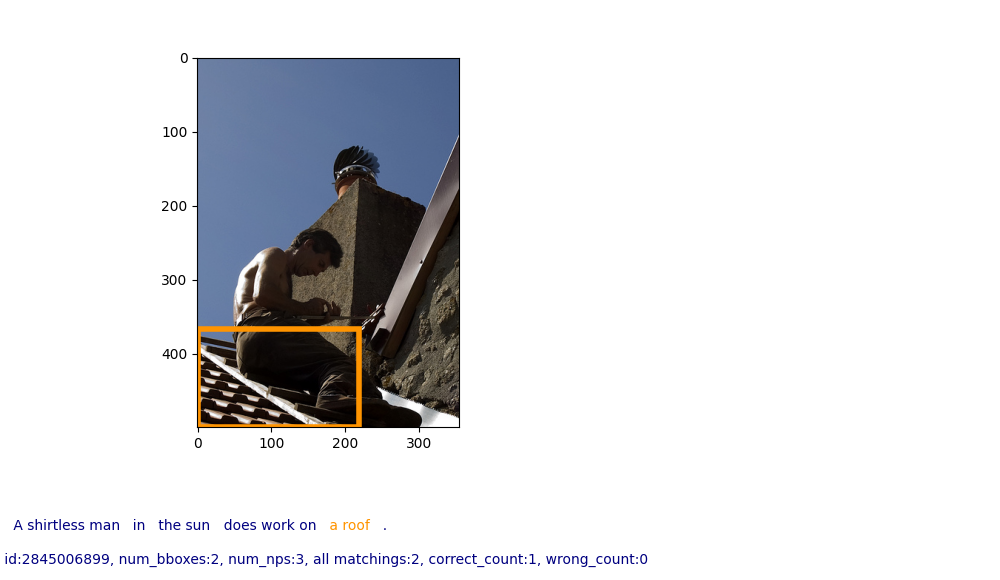 0
100
200
300
400
0 100 200 300
A shirtless man in the sun does work on a roof .
id:2845006899, num_bboxes:2, num_nps:3, all matchings:2, correct_count:1, wrong_count:0